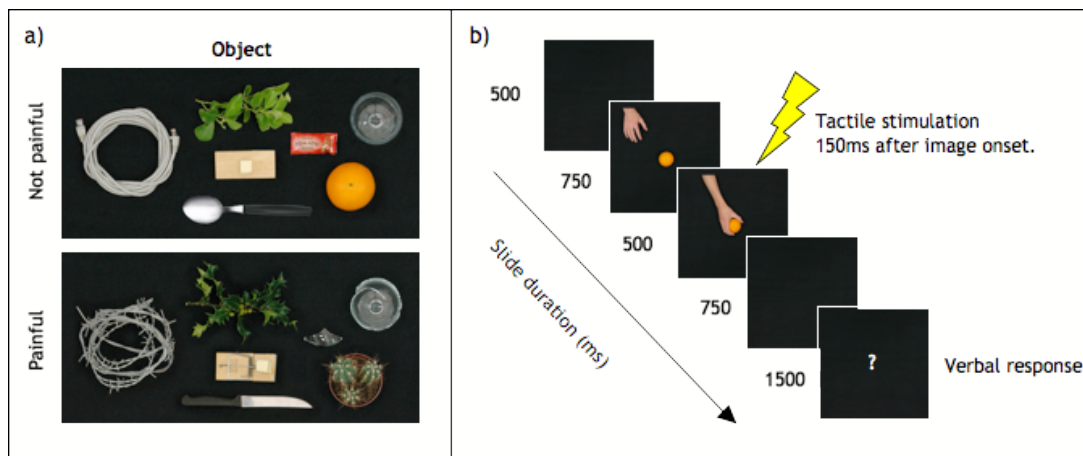 a)
Object
Not painful
Painful
b)
500
750
500
750
1500
Slide duration (ms)
Tactile stimulation
150ms after image onset.
?
Verbal response